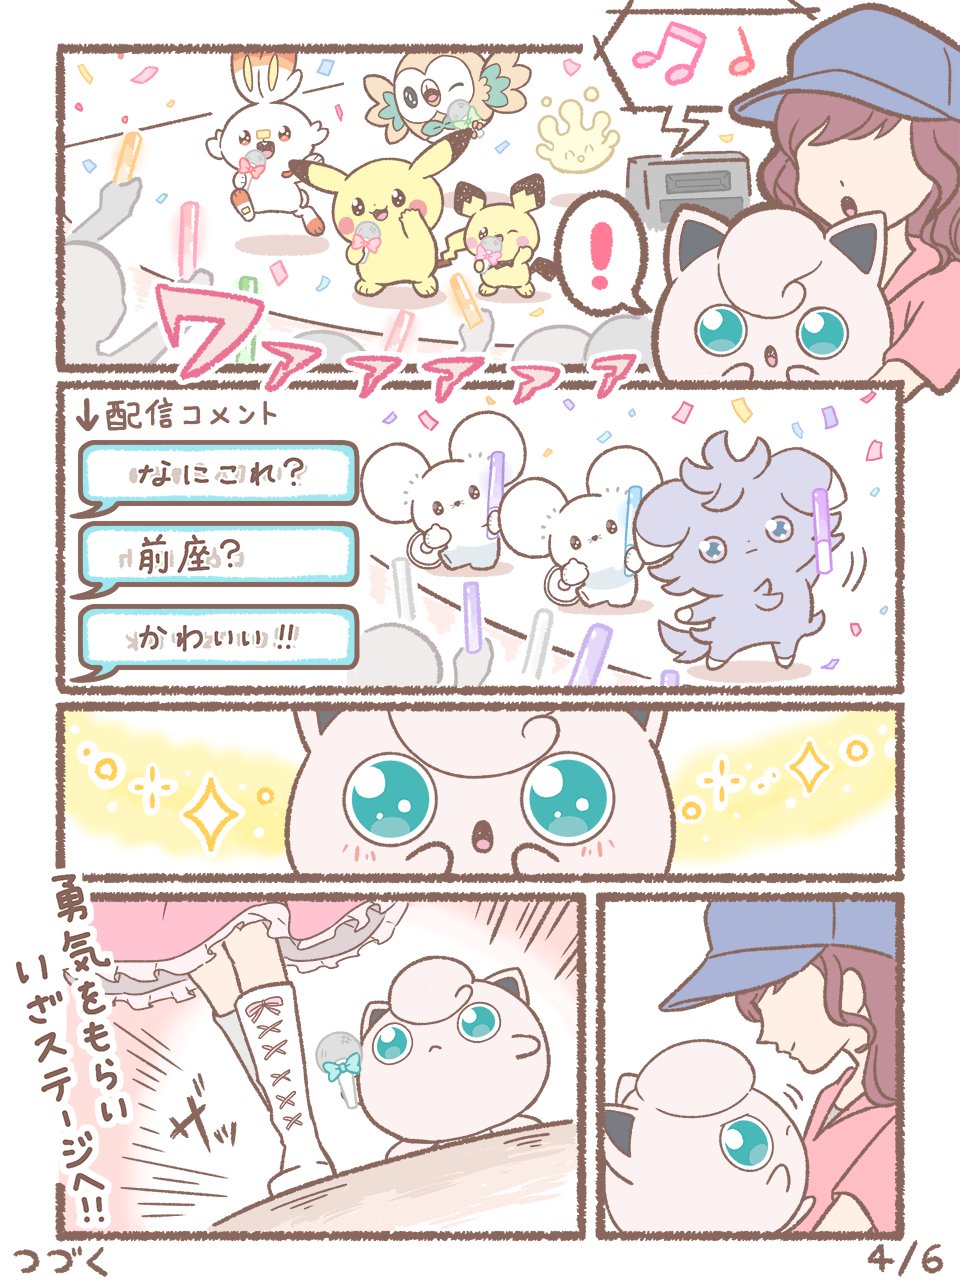 ！
ワァァァァァ
↓配信コメント
なにこれ？
前座？
かわいい!!
勇気をもらい
いざステージへ!!
ザッ
つづく
4/6